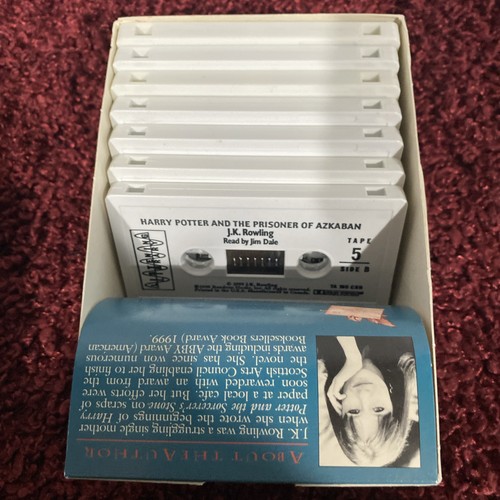 HARRY POTTER AND THE PRISONER OF AZKABAN
J.K. Rowling
Read by Jim Dale
TAPE
5
SIDE B
ABOUT THE AUTHOR
J.K. Rowling was a struggling single mother
when she wrote the beginnings of Harry
Potter and the Sorcerer's Stone on scraps of
paper at a local cafe. But her efforts were
soon rewarded with an award from the
Scottish Arts Council enabling her to finish
the novel. She has since won numerous
awards including the ABBY Award (American
Booksellers Book Award) 1999.